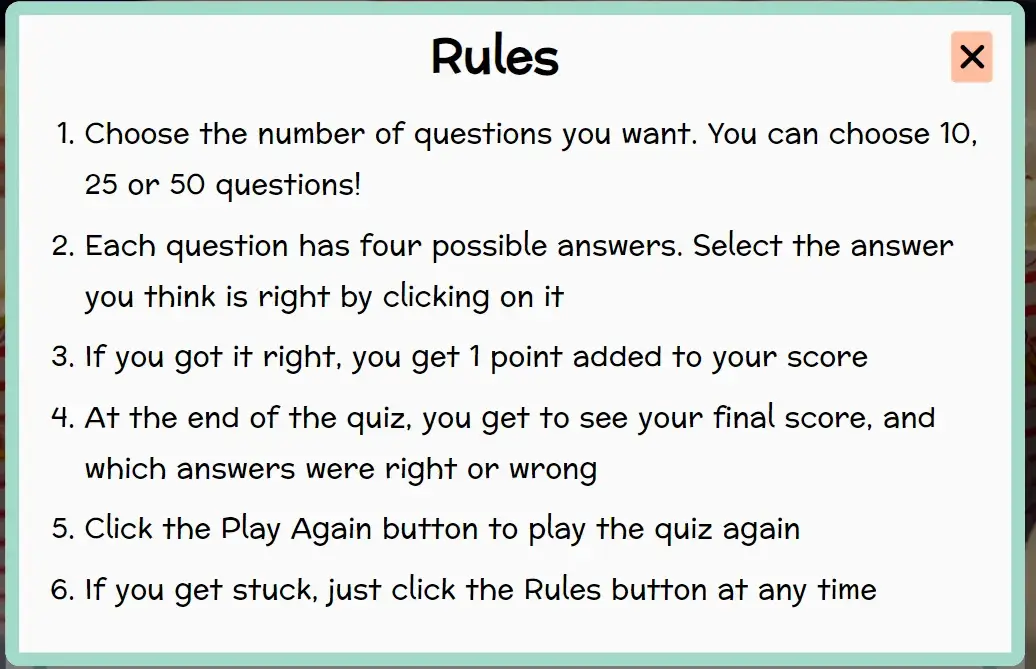 Rules
1. Choose the number of questions you want. You can choose 10,
25 or 50 questions!
2. Each question has four possible answers. Select the answer
you think is right by clicking on it
3. If you got it right, you get 1 point added to your score
4. At the end of the quiz, you get to see your final score, and
which answers were right or wrong
5. Click the Play Again button to play the quiz again
6. If you get stuck, just click the Rules button at any time